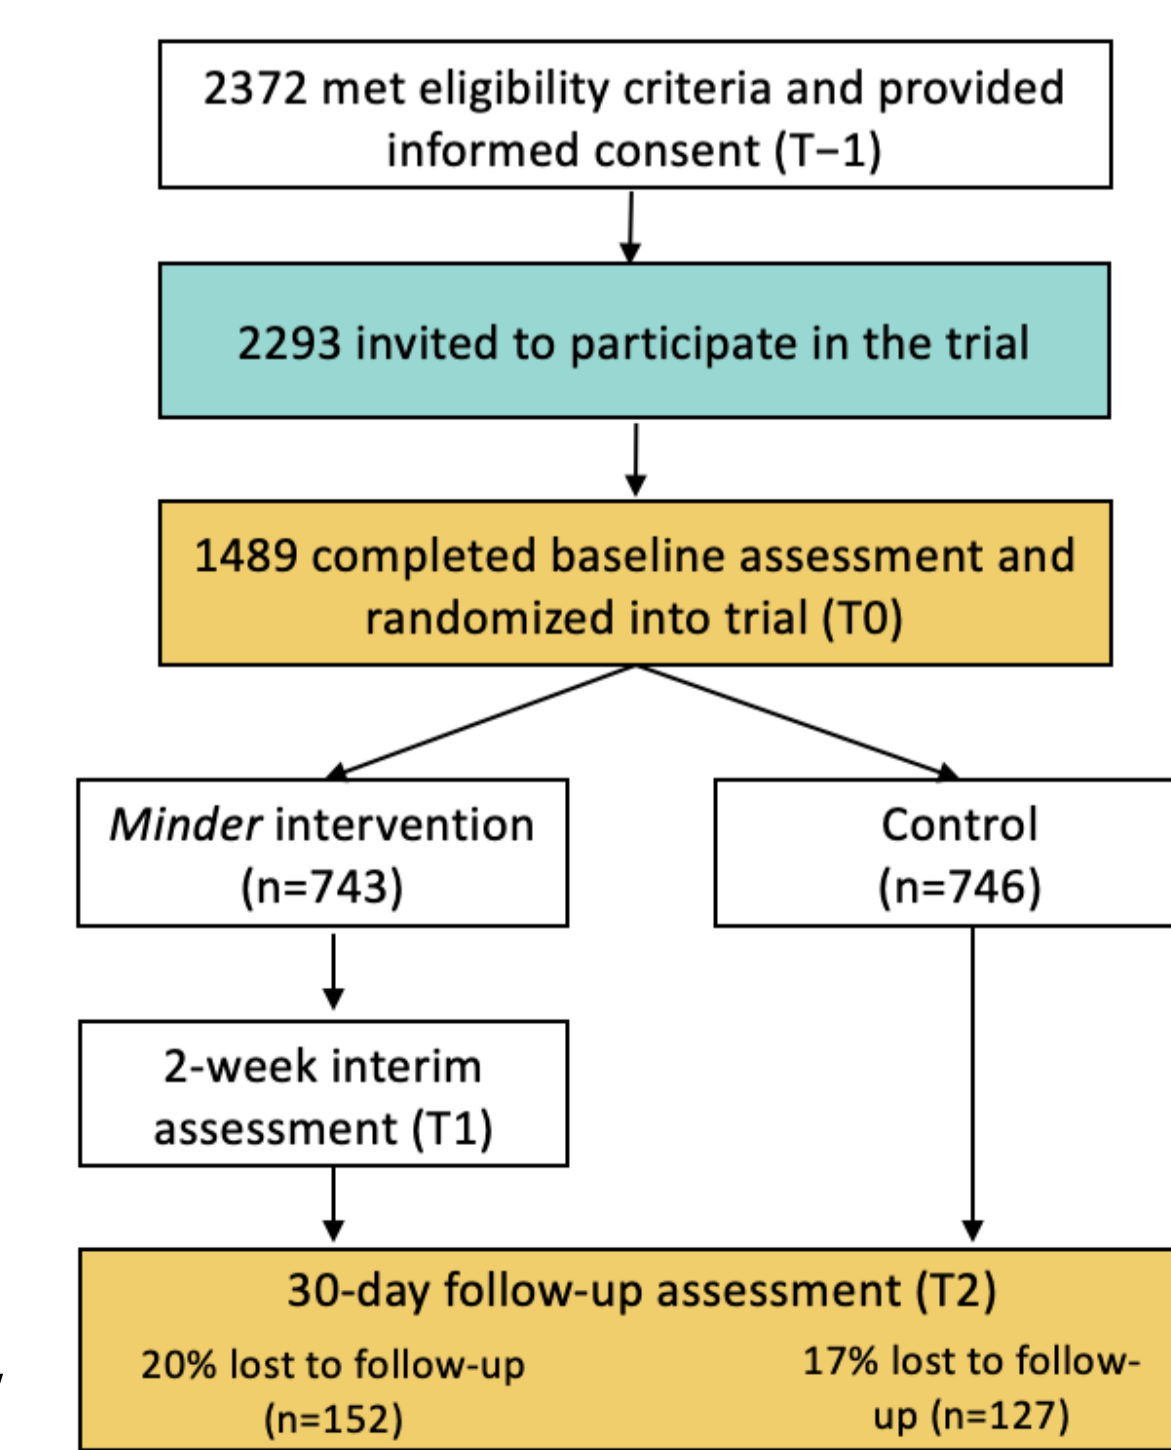 2372 met eligibility criteria and provided
informed consent (T−1)
2293 invited to participate in the trial
1489 completed baseline assessment and
randomized into trial (T0)
Minder intervention
(n=743)
Control
(n=746)
2-week interim
assessment (T1)
30-day follow-up assessment (T2)
20% lost to follow-up
(n=152)
17% lost to follow-
up (n=127)